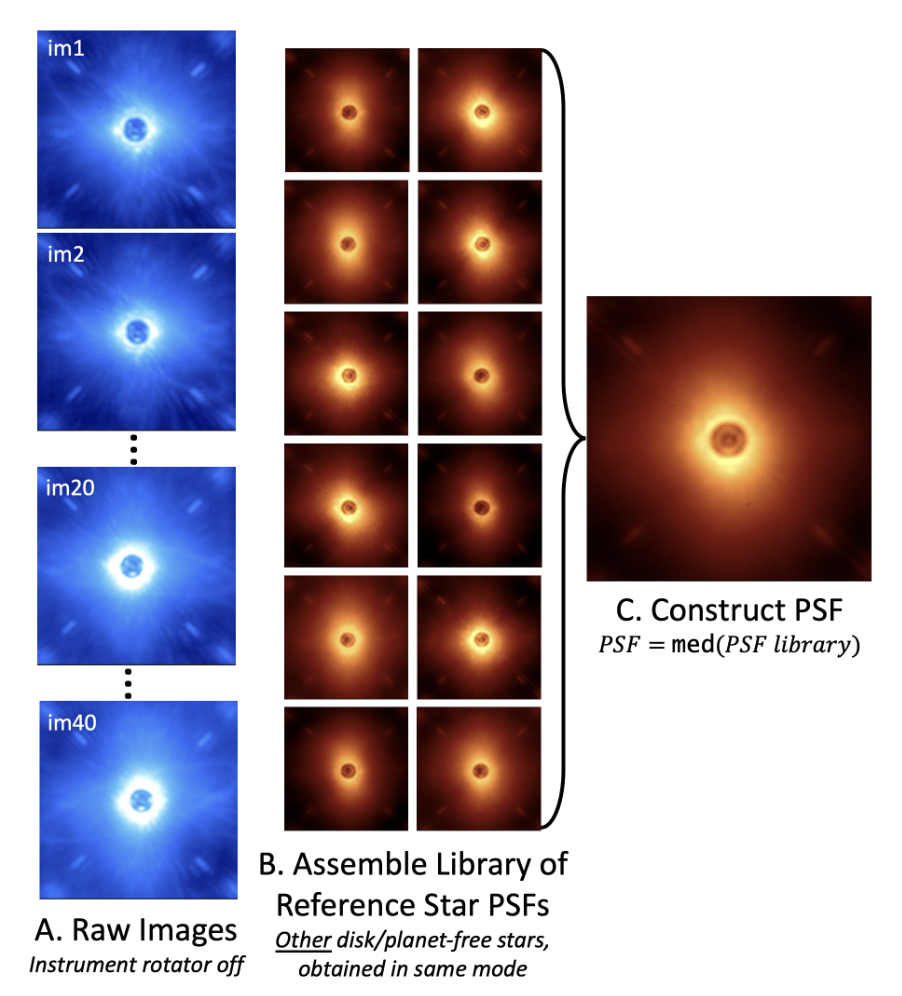 im1
im2
im20
im40
A. Raw Images
Instrument rotator off
B. Assemble Library of
Reference Star PSFs
Other disk/planet-free stars,
obtained in same mode
C. Construct PSF
PSF = med(PSF library)